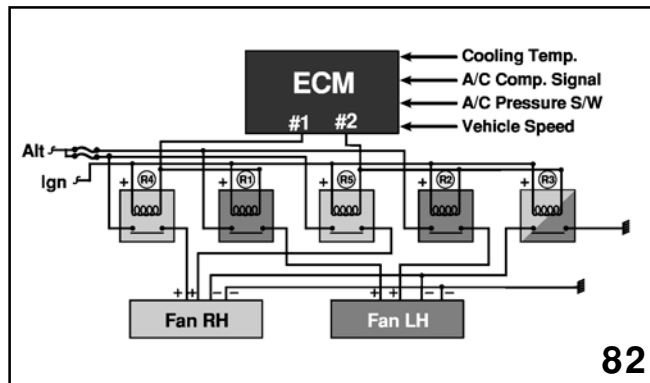 Cooling Temp.
ECM
A/C Comp. Signal
A/C Pressure S/W
#1 #2
Vehicle Speed
Alt
Ign
+ R4 + R1 + R5 + R2 + R3
+ + − − + + − −
Fan RH Fan LH
82